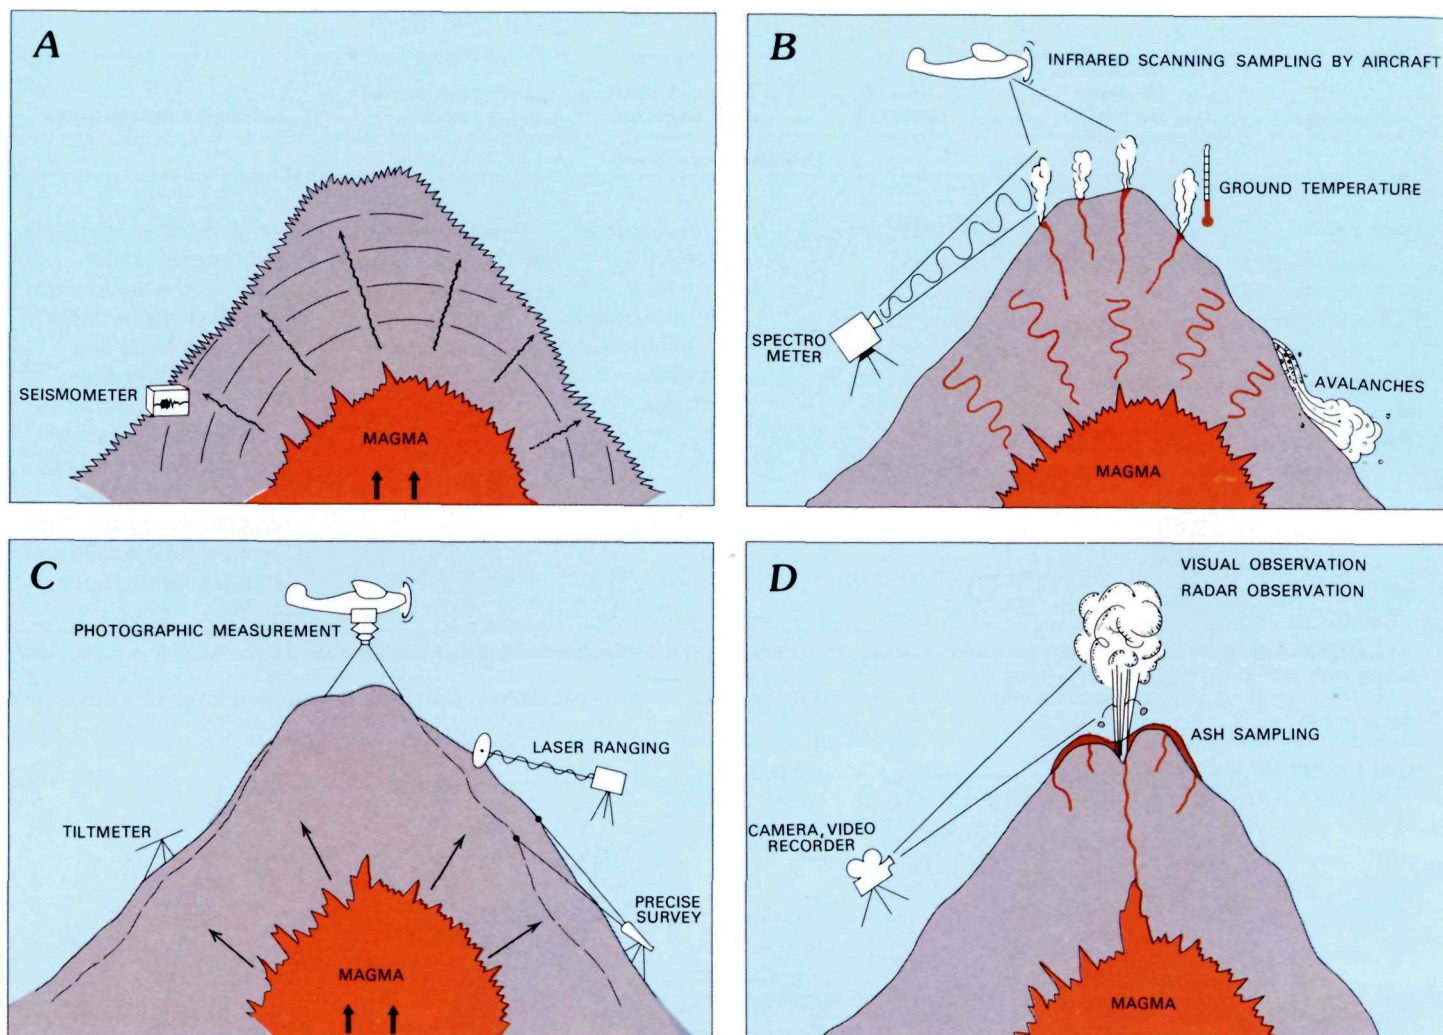 A
SEISMOMETER
MAGMA
B
INFRARED SCANNING SAMPLING BY AIRCRAFT
GROUND TEMPERATURE
SPECTRO
METER
AVALANCHES
MAGMA
C
PHOTOGRAPHIC MEASUREMENT
LASER RANGING
TILTMETER
PRECISE
SURVEY
MAGMA
D
VISUAL OBSERVATION
RADAR OBSERVATION
ASH SAMPLING
CAMERA, VIDEO
RECORDER
MAGMA